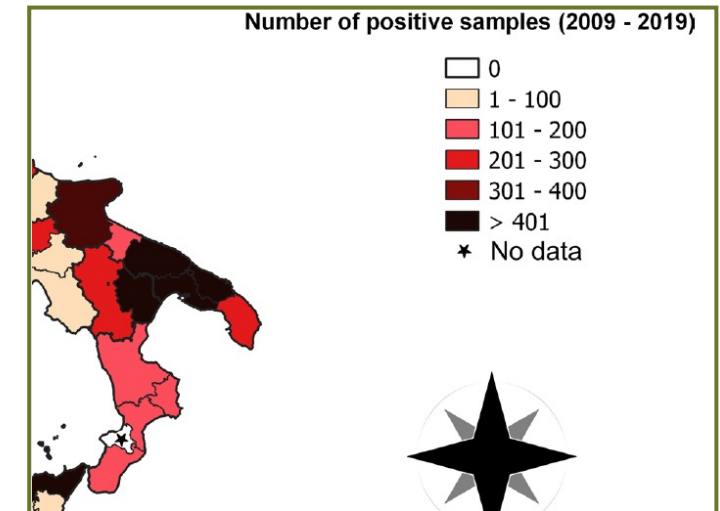 Number of positive samples (2009 - 2019)
0
1 - 100
101 - 200
201 - 300
301 - 400
> 401
No data